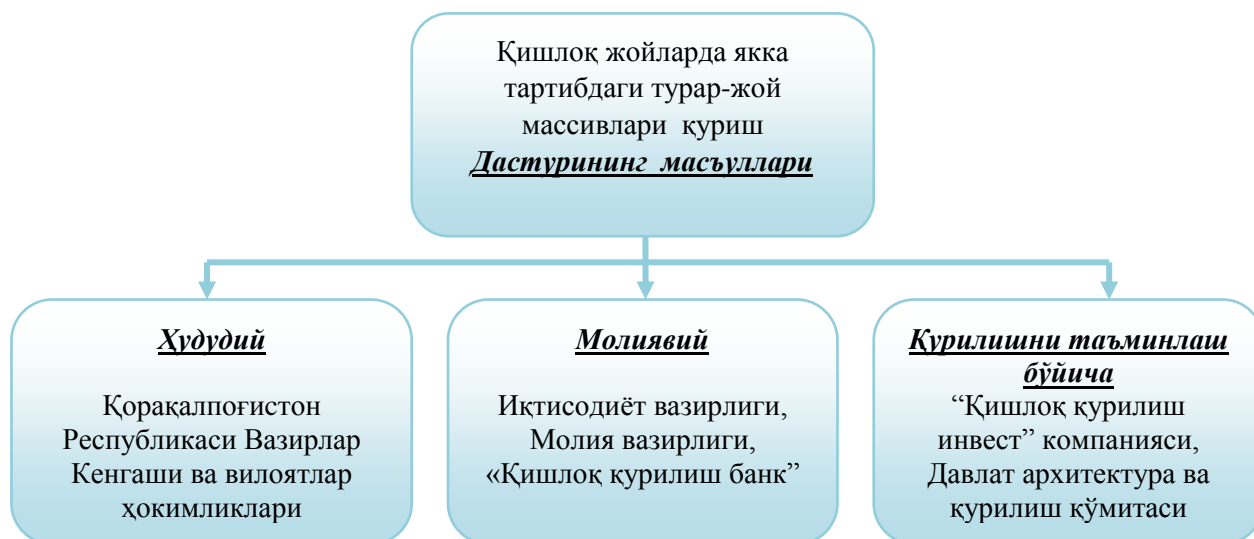 Қишлоқ жойларда якка
тартибдаги турар-жой
массивлари қуриш
Дастурининг масъуллари
Ҳудудий
Қорақалпоғистон
Республикаси Вазирлар
Кенгаши ва вилоятлар
ҳокимликлари
Молиявий
Иқтисодиёт вазирлиги,
Молия вазирлиги,
«Қишлоқ қурилиш банк”
Қурилишни таъминлаш
бўйича
“Қишлоқ қурилиш
инвест” компанияси,
Давлат архитектура ва
қурилиш қўмитаси